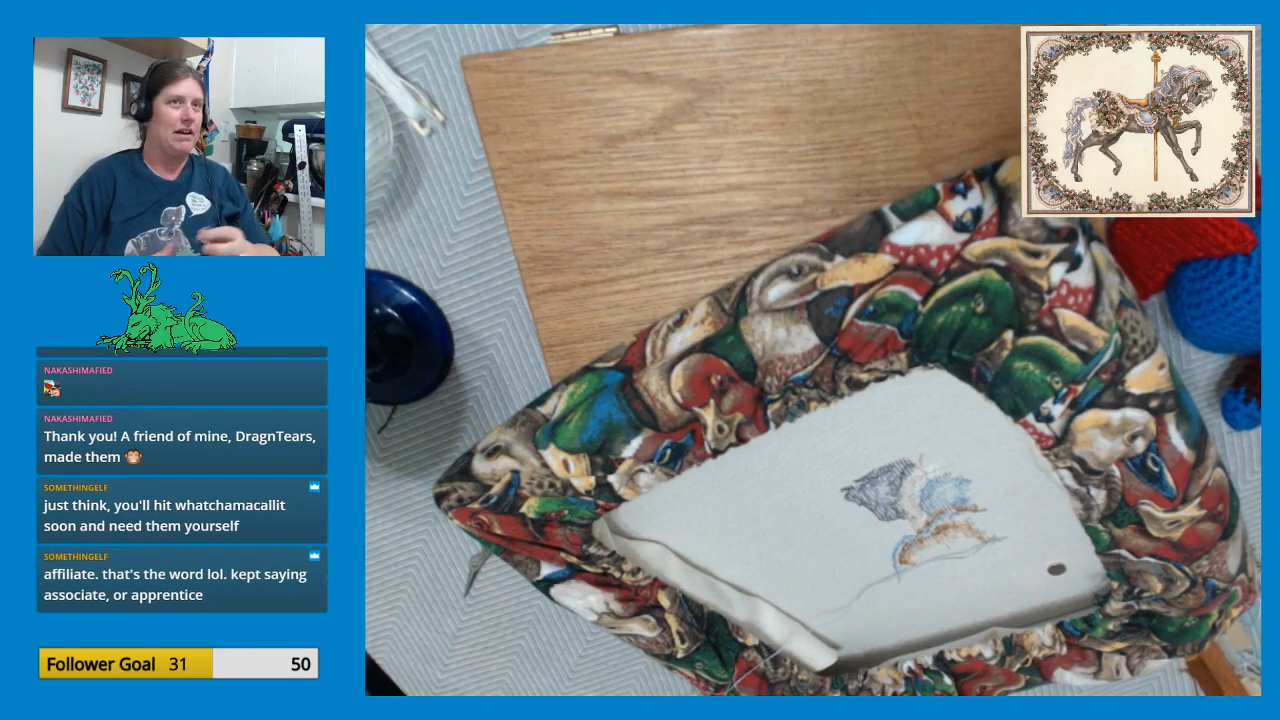 NAKASHIMAFIED
NAKASHIMAFIED
Thank you! A friend of mine, DragnTears,
made them
SOMETHINGELF
just think, you'll hit whatchamacallit
soon and need them yourself
SOMETHINGELF
affiliate. that's the word lol. kept saying
associate, or apprentice
Follower Goal 31 50